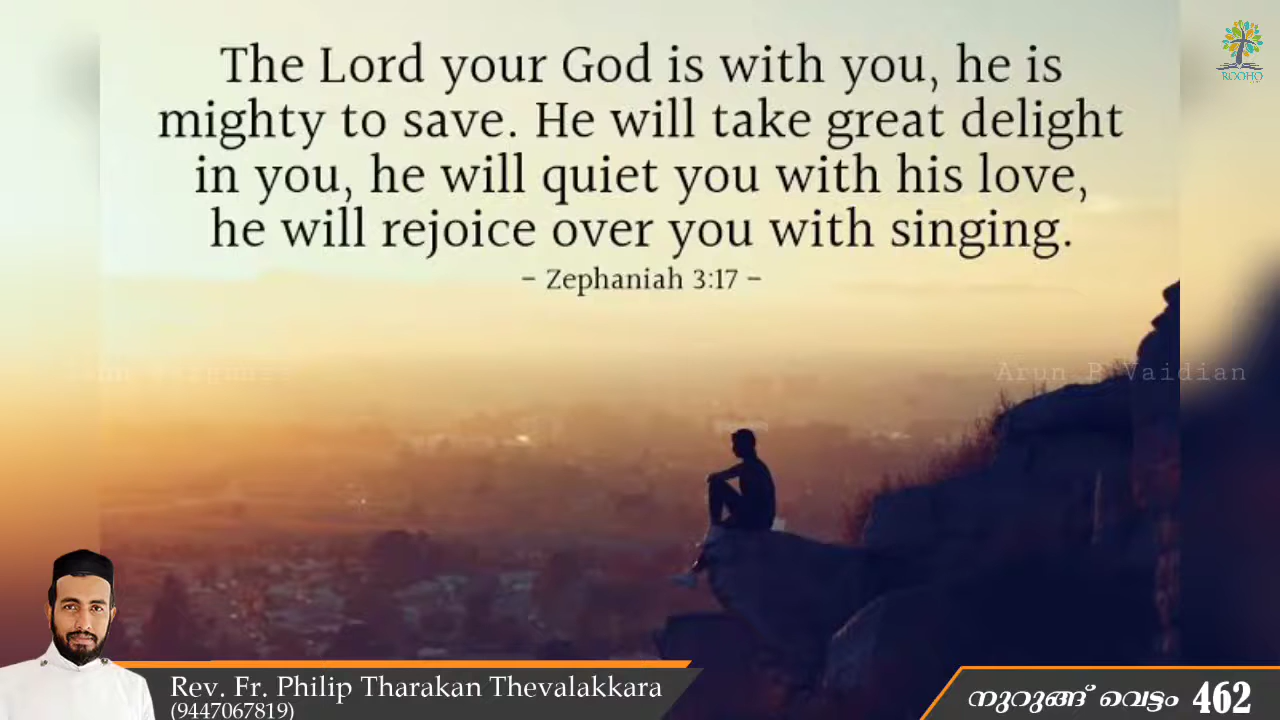 The Lord your God is with you, he is
mighty to save. He will take great delight
in you, he will quiet you with his love,
he will rejoice over you with singing.
– Zephaniah 3:17 –
ROOHO
Arun P Vaidian
Rev. Fr. Philip Tharakan Thevalakkara
(9447067819)
നുറുങ്ങ് വെട്ടം 462